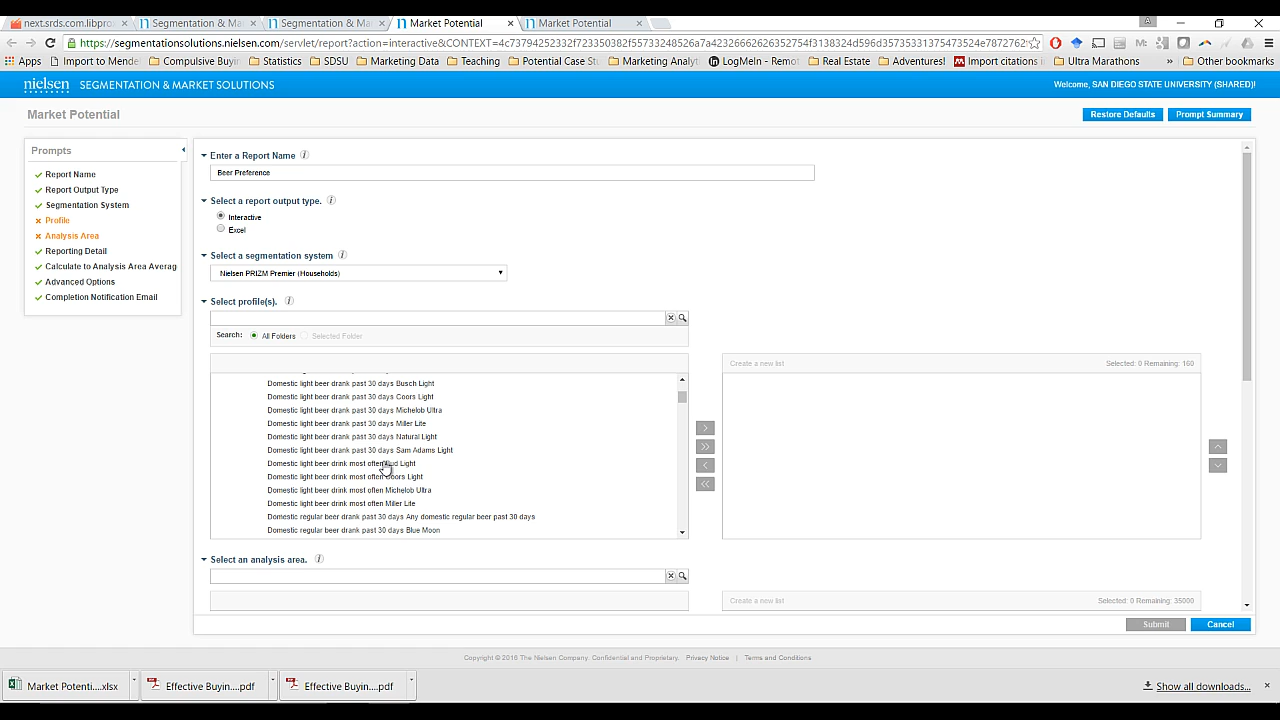 next.srds.com.libpro
Segmentation & Ma
Segmentation & Ma
Market Potential
Market Potential
Apps
Import to Mende
Compulsive Buyi
Statistics
SDSU
Marketing Data
Teaching
Potential Case Stu
Marketing Analyt
LogMeIn - Remot
Real Estate
Adventures!
Import citations i
Ultra Marathons
»
Other bookmarks
nielsen SEGMENTATION & MARKET SOLUTIONS
Welcome, SAN DIEGO STATE UNIVERSITY (SHARED)!
Market Potential
Restore Defaults
Prompt Summary
Prompts
Report Name
Report Output Type
Segmentation System
Profile
Analysis Area
Reporting Detail
Calculate to Analysis Area Averag
Advanced Options
Completion Notification Email
Enter a Report Name
Beer Preference
Select a report output type.
Interactive
Excel
Select a segmentation system
Nielsen PRIZM Premier (Households)
Select profile(s).
Search: All Folders Selected Folder
Create a new list
Selected: 0 Remaining: 160
Domestic light beer drank past 30 days Busch Light
Domestic light beer drank past 30 days Coors Light
Domestic light beer drank past 30 days Michelob Ultra
Domestic light beer drank past 30 days Miller Lite
Domestic light beer drank past 30 days Natural Light
Domestic light beer drank past 30 days Sam Adams Light
Domestic light beer drink most often Light
Domestic light beer drink most often Coors Light
Domestic light beer drink most often Michelob Ultra
Domestic light beer drink most often Miller Lite
Domestic regular beer drank past 30 days Any domestic regular beer past 30 days
Domestic regular beer drank past 30 days Blue Moon
Select an analysis area.
Create a new list
Selected: 0 Remaining: 35000
Submit
Cancel
Copyright © 2016 The Nielsen Company. Confidential and Proprietary. Privacy Notice | Terms and Conditions
Market Potenti....xlsx
Effective Buyin....pdf
Effective Buyin....pdf
Show all downloads...